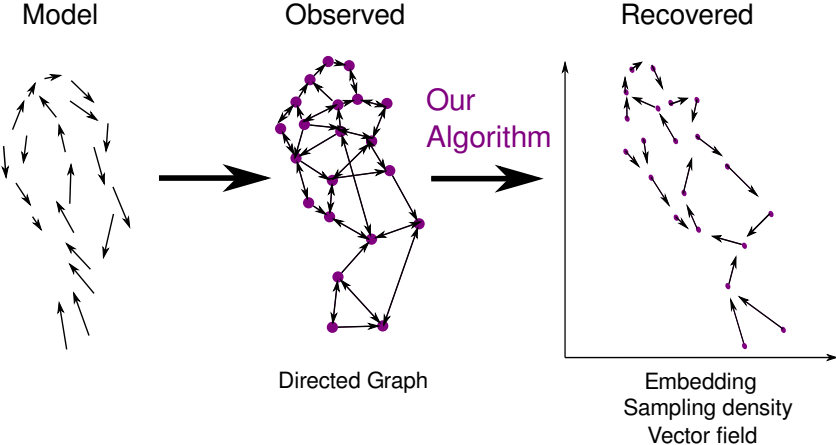 Model
Observed
Recovered
Our
Algorithm
Directed Graph
Embedding
Sampling density
Vector field